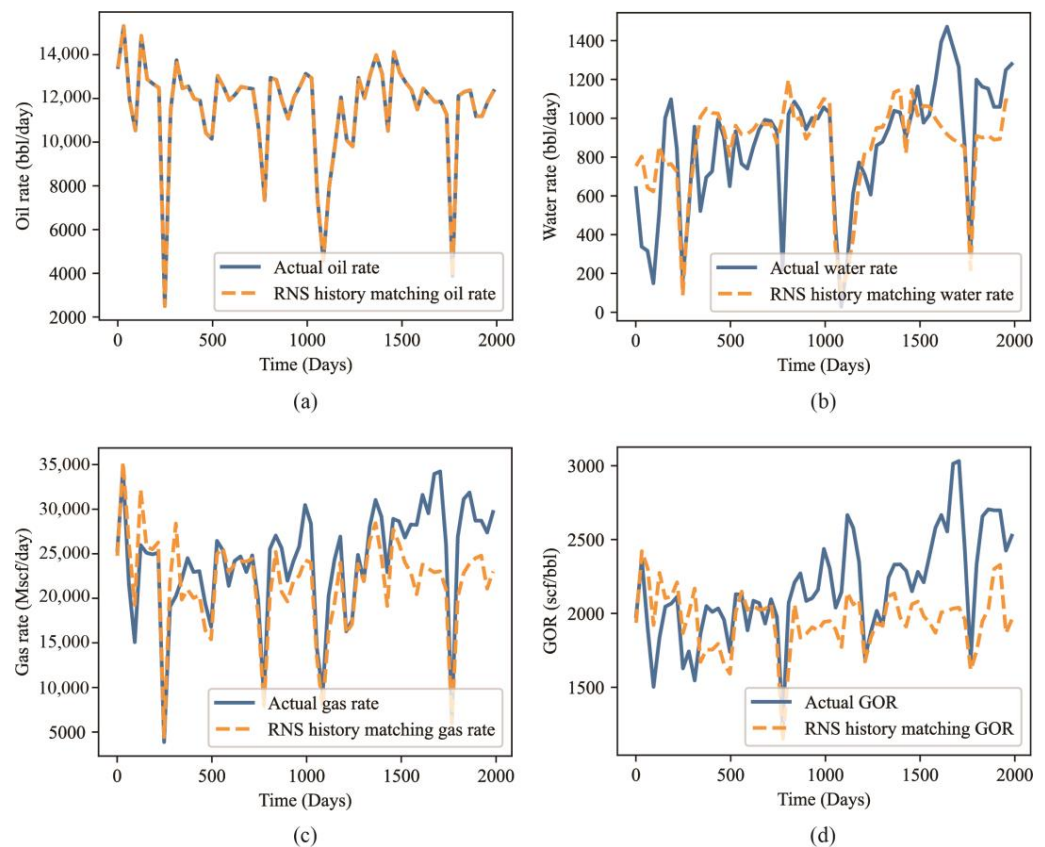 14,000
12,000
10,000
8000
6000
4000
2000
Oil rate (bbl/day)
Actual oil rate
RNS history matching oil rate
0 500 1000 1500 2000
Time (Days)
(a)
1400
1200
1000
800
600
400
200
0
Water rate (bbl/day)
Actual water rate
RNS history matching water rate
0 500 1000 1500 2000
Time (Days)
(b)
35,000
30,000
25,000
20,000
15,000
10,000
5000
Gas rate (Mscf/day)
Actual gas rate
RNS history matching gas rate
0 500 1000 1500 2000
Time (Days)
(c)
3000
2500
2000
1500
GOR (scf/bbl)
Actual GOR
RNS history matching GOR
0 500 1000 1500 2000
Time (Days)
(d)